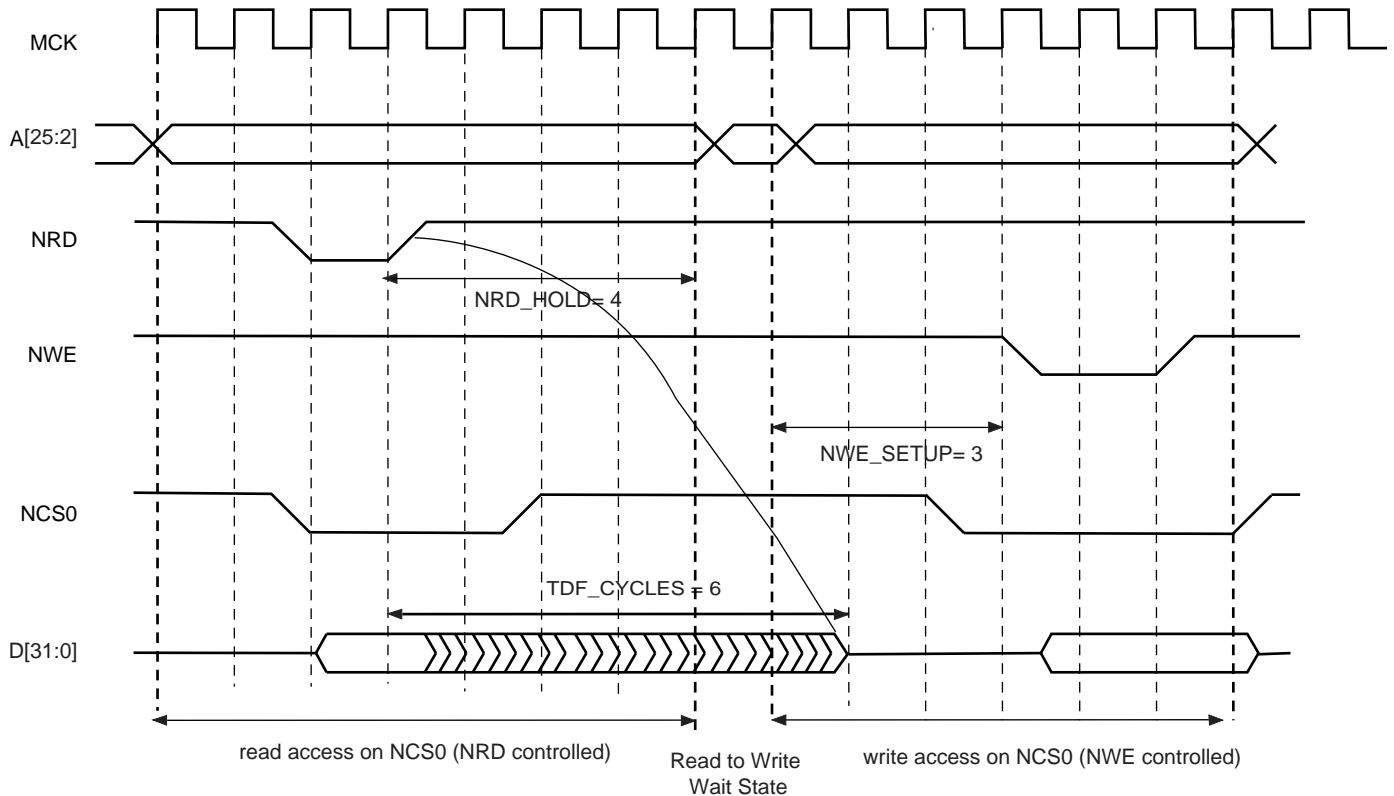 MCK
A[25:2]
NRD
NRD_HOLD= 4
NWE
NWE_SETUP= 3
NCS0
TDF_CYCLES = 6
D[31:0]
read access on NCS0 (NRD controlled)
Read to Write
Wait State
write access on NCS0 (NWE controlled)